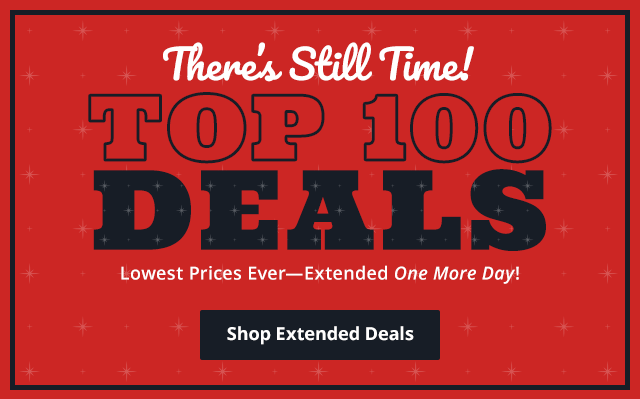 There's Still Time!
TOP 100
DEALS
Lowest Prices Ever—Extended One More Day!
Shop Extended Deals